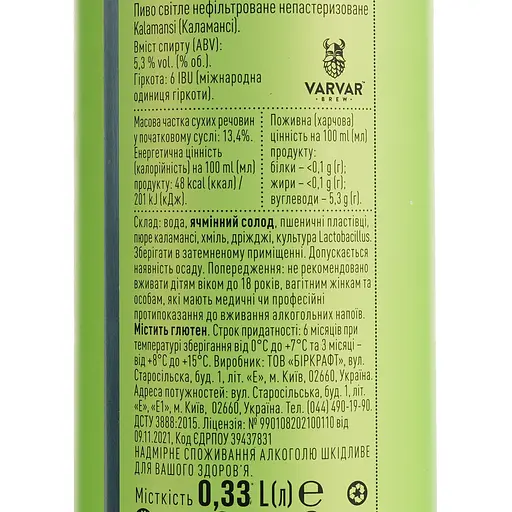 Пиво світле нефільтроване непастеризоване
Kalamansi (Каламансі).
Вміст спирту (ABV):
5,3 % vol. (% об.).
Гіркота: 6 IBU (міжнародна
одиниця гіркоти).
VARVAR™
BREW
Масова частка сухих речовин
у початковому суслі: 13,4%.
Енергетична цінність
(калорійність) на 100 ml (мл)
продукту: 48 kcal (ккал) /
201 kJ (кДж).
Поживна (харчова)
цінність на 100 ml (мл)
продукту:
білки – <0,1 g (г);
жири – <0,1 g (г);
вуглеводи – 5,3 g (г).
Склад: вода, ячмінний солод, пшеничні пластівці,
пюре каламансі, хміль, дріжджі, культура Lactobacillus.
Зберігати в затемненому приміщенні. Допускається
наявність осаду. Попередження: не рекомендовано
вживати дітям віком до 18 років, вагітним жінкам та
особам, які мають медичні чи професійні
протипоказання до вживання алкогольних напоїв.
Містить глютен. Строк придатності: 6 місяців при
температурі зберігання від 0°C до +7°C та 3 місяці –
від +8°C до +15°C. Виробник: ТОВ «БІРКРАФТ», вул.
Старосільська, буд. 1, літ. «Е», м. Київ, 02660, Україна.
Адреса потужностей: вул. Старосільська, буд. 1, літ.
«Е», «Е1», м. Київ, 02660, Україна. Тел. (044) 490-19-90.
ДСТУ 3888:2015. Ліцензія № 990108202100110 від
09.11.2021, Код ЄДРПОУ 39437831
НАДМІРНЕ СПОЖИВАННЯ АЛКОГОЛЮ ШКІДЛИВЕ
ДЛЯ ВАШОГО ЗДОРОВ'Я.
Місткість 0,33 L (л) ℮